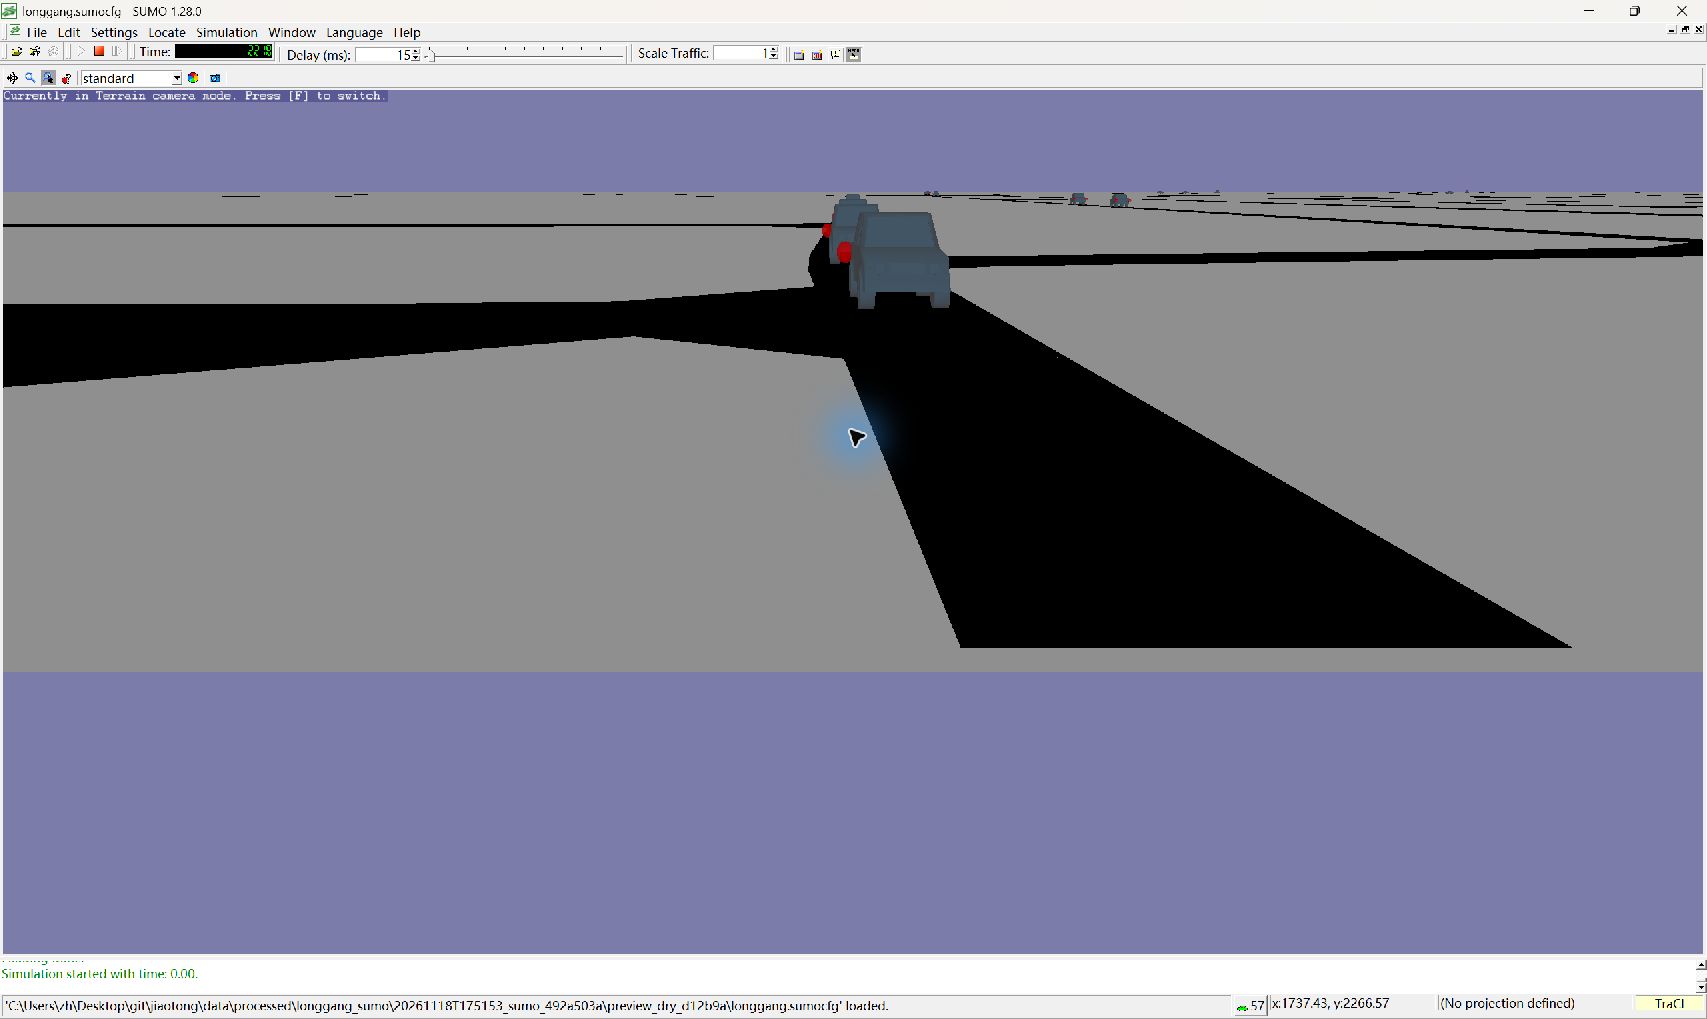 longgang.sumocfg - SUMO 1.28.0
File Edit Settings Locate Simulation Window Language Help
Time: 2218 Delay (ms): 15 Scale Traffic: 1
standard
Currently in Terrain camera mode. Press [F] to switch.
Simulation started with time: 0.00.
'C:\Users\zh\Desktop\git\jiaotong\data\processed\longgang_sumo\20261118T175153_sumo_492a503a\preview_dry_d12b9a\longgang.sumocfg' loaded. 57 x:1737.43, y:2266.57 (No projection defined) TraCI